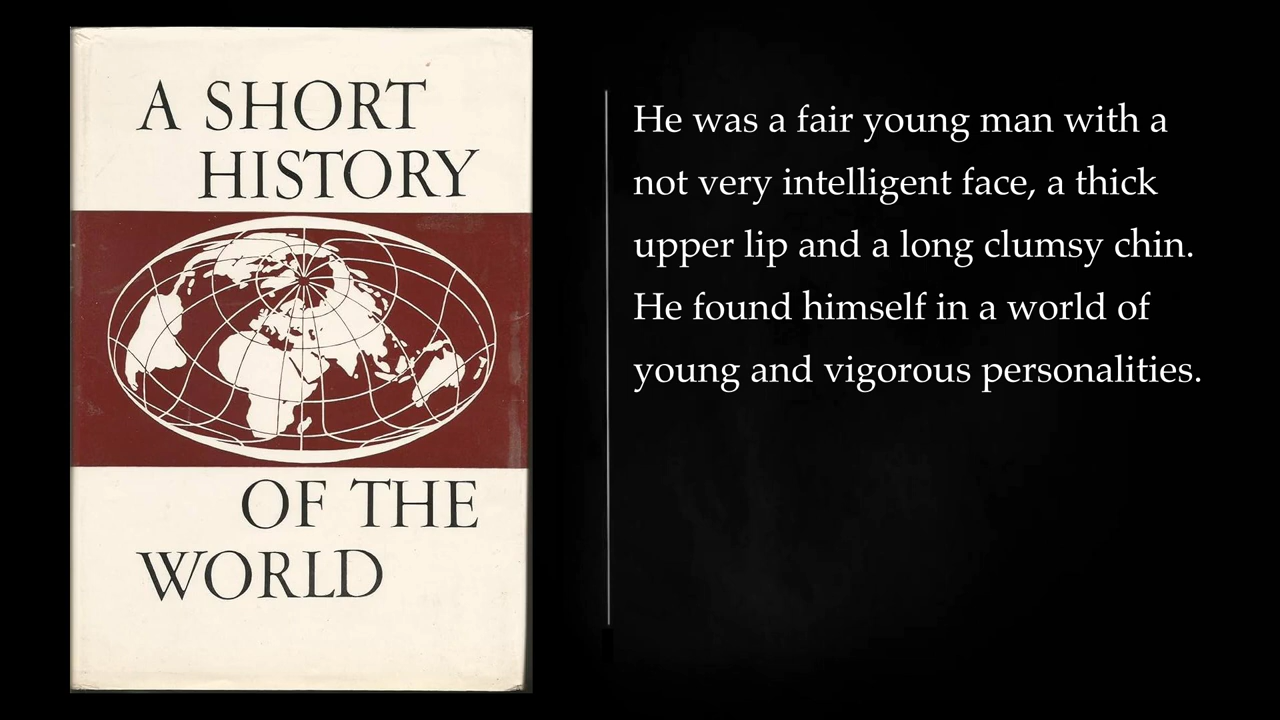 A SHORT
HISTORY
OF THE
WORLD
He was a fair young man with a
not very intelligent face, a thick
upper lip and a long clumsy chin.
He found himself in a world of
young and vigorous personalities.